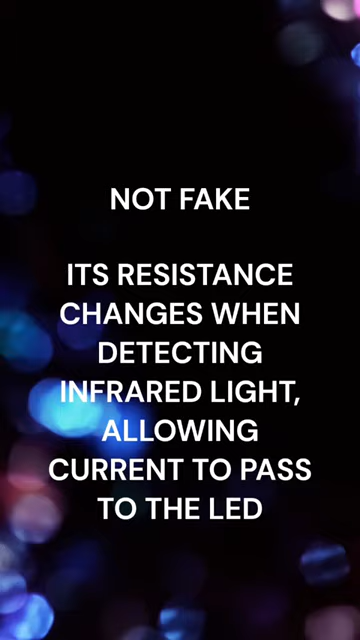 NOT FAKE
ITS RESISTANCE
CHANGES WHEN
DETECTING
INFRARED LIGHT,
ALLOWING
CURRENT TO PASS
TO THE LED